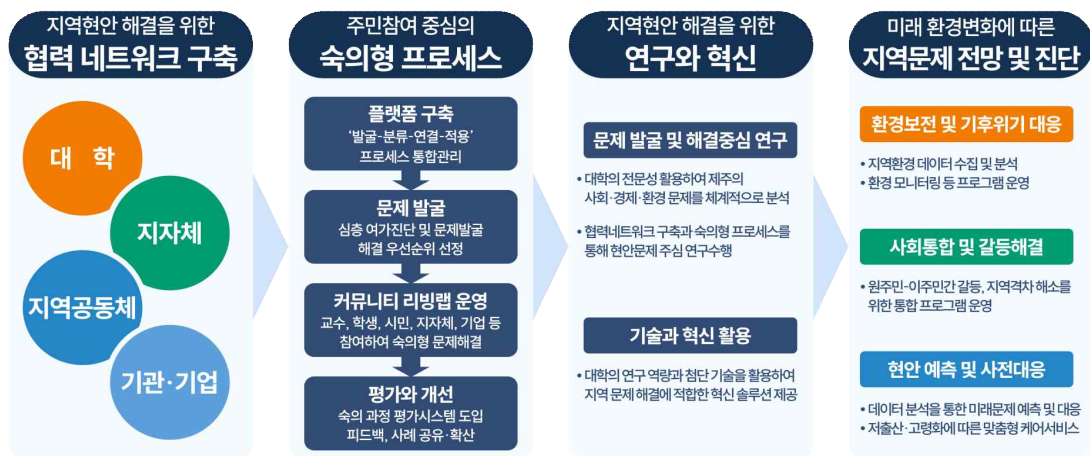 지역현안 해결을 위한
협력 네트워크 구축
대 학
지자체
지역공동체
기관·기업
주민참여 중심의
숙의형 프로세스
플랫폼 구축
‘발굴-분류-연결-적용’
프로세스 통합관리
문제 발굴
심층 여가진단 및 문제발굴
해결 우선순위 선정
커뮤니티 리빙랩 운영
교수, 학생, 시민, 지자체, 기업 등
참여하여 숙의형 문제해결
평가와 개선
숙의 과정 평가시스템 도입
피드백, 사례 공유·확산
지역현안 해결을 위한
연구와 혁신
문제 발굴 및 해결중심 연구
• 대학의 전문성 활용하여 제주의
사회·경제·환경 문제를 체계적으로 분석
• 협력네트워크 구축과 숙의형 프로세스를
통해 현안문제 주심 연구수행
기술과 혁신 활용
• 대학의 연구 역량과 첨단 기술을 활용하여
지역 문제 해결에 적합한 혁신 솔루션 제공
미래 환경변화에 따른
지역문제 전망 및 진단
환경보전 및 기후위기 대응
• 지역환경 데이터 수집 및 분석
• 환경 모니터링 등 프로그램 운영
사회통합 및 갈등해결
• 원주민-이주민간 갈등, 지역격차 해소를
위한 통합 프로그램 운영
현안 예측 및 사전대응
• 데이터 분석을 통한 미래문제 예측 및 대응
• 저출산·고령화에 따른 맞춤형 케어서비스